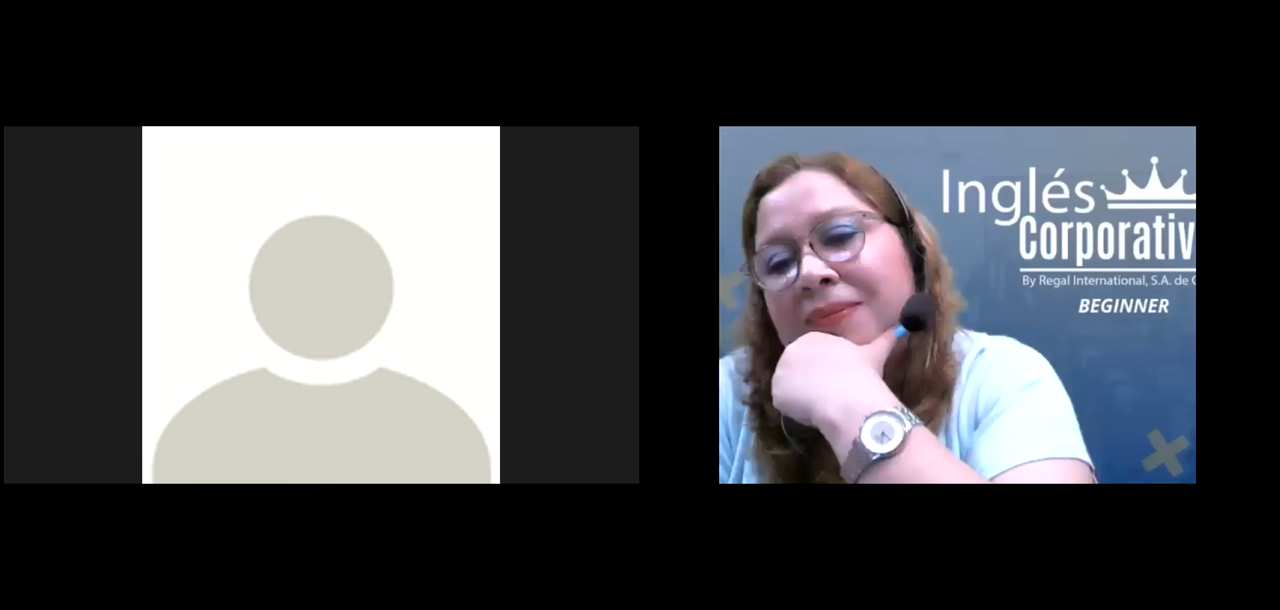 Inglés
Corporativ
By Regal International, S.A. de C
BEGINNER